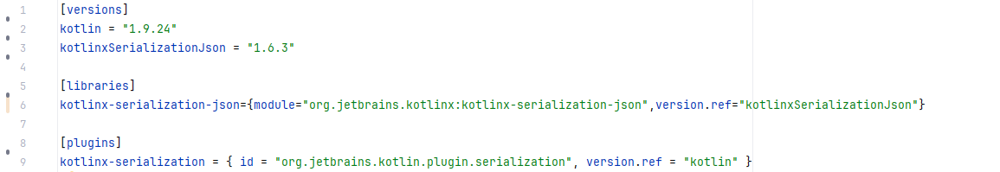 1 [versions]
2 kotlin = "1.9.24"
3 kotlinxSerializationJson = "1.6.3"
4
5 [libraries]
6 kotlinx-serialization-json={module="org.jetbrains.kotlinx:kotlinx-serialization-json",version.ref="kotlinxSerializationJson"}
7
8 [plugins]
9 kotlinx-serialization = { id = "org.jetbrains.kotlin.plugin.serialization", version.ref = "kotlin" }